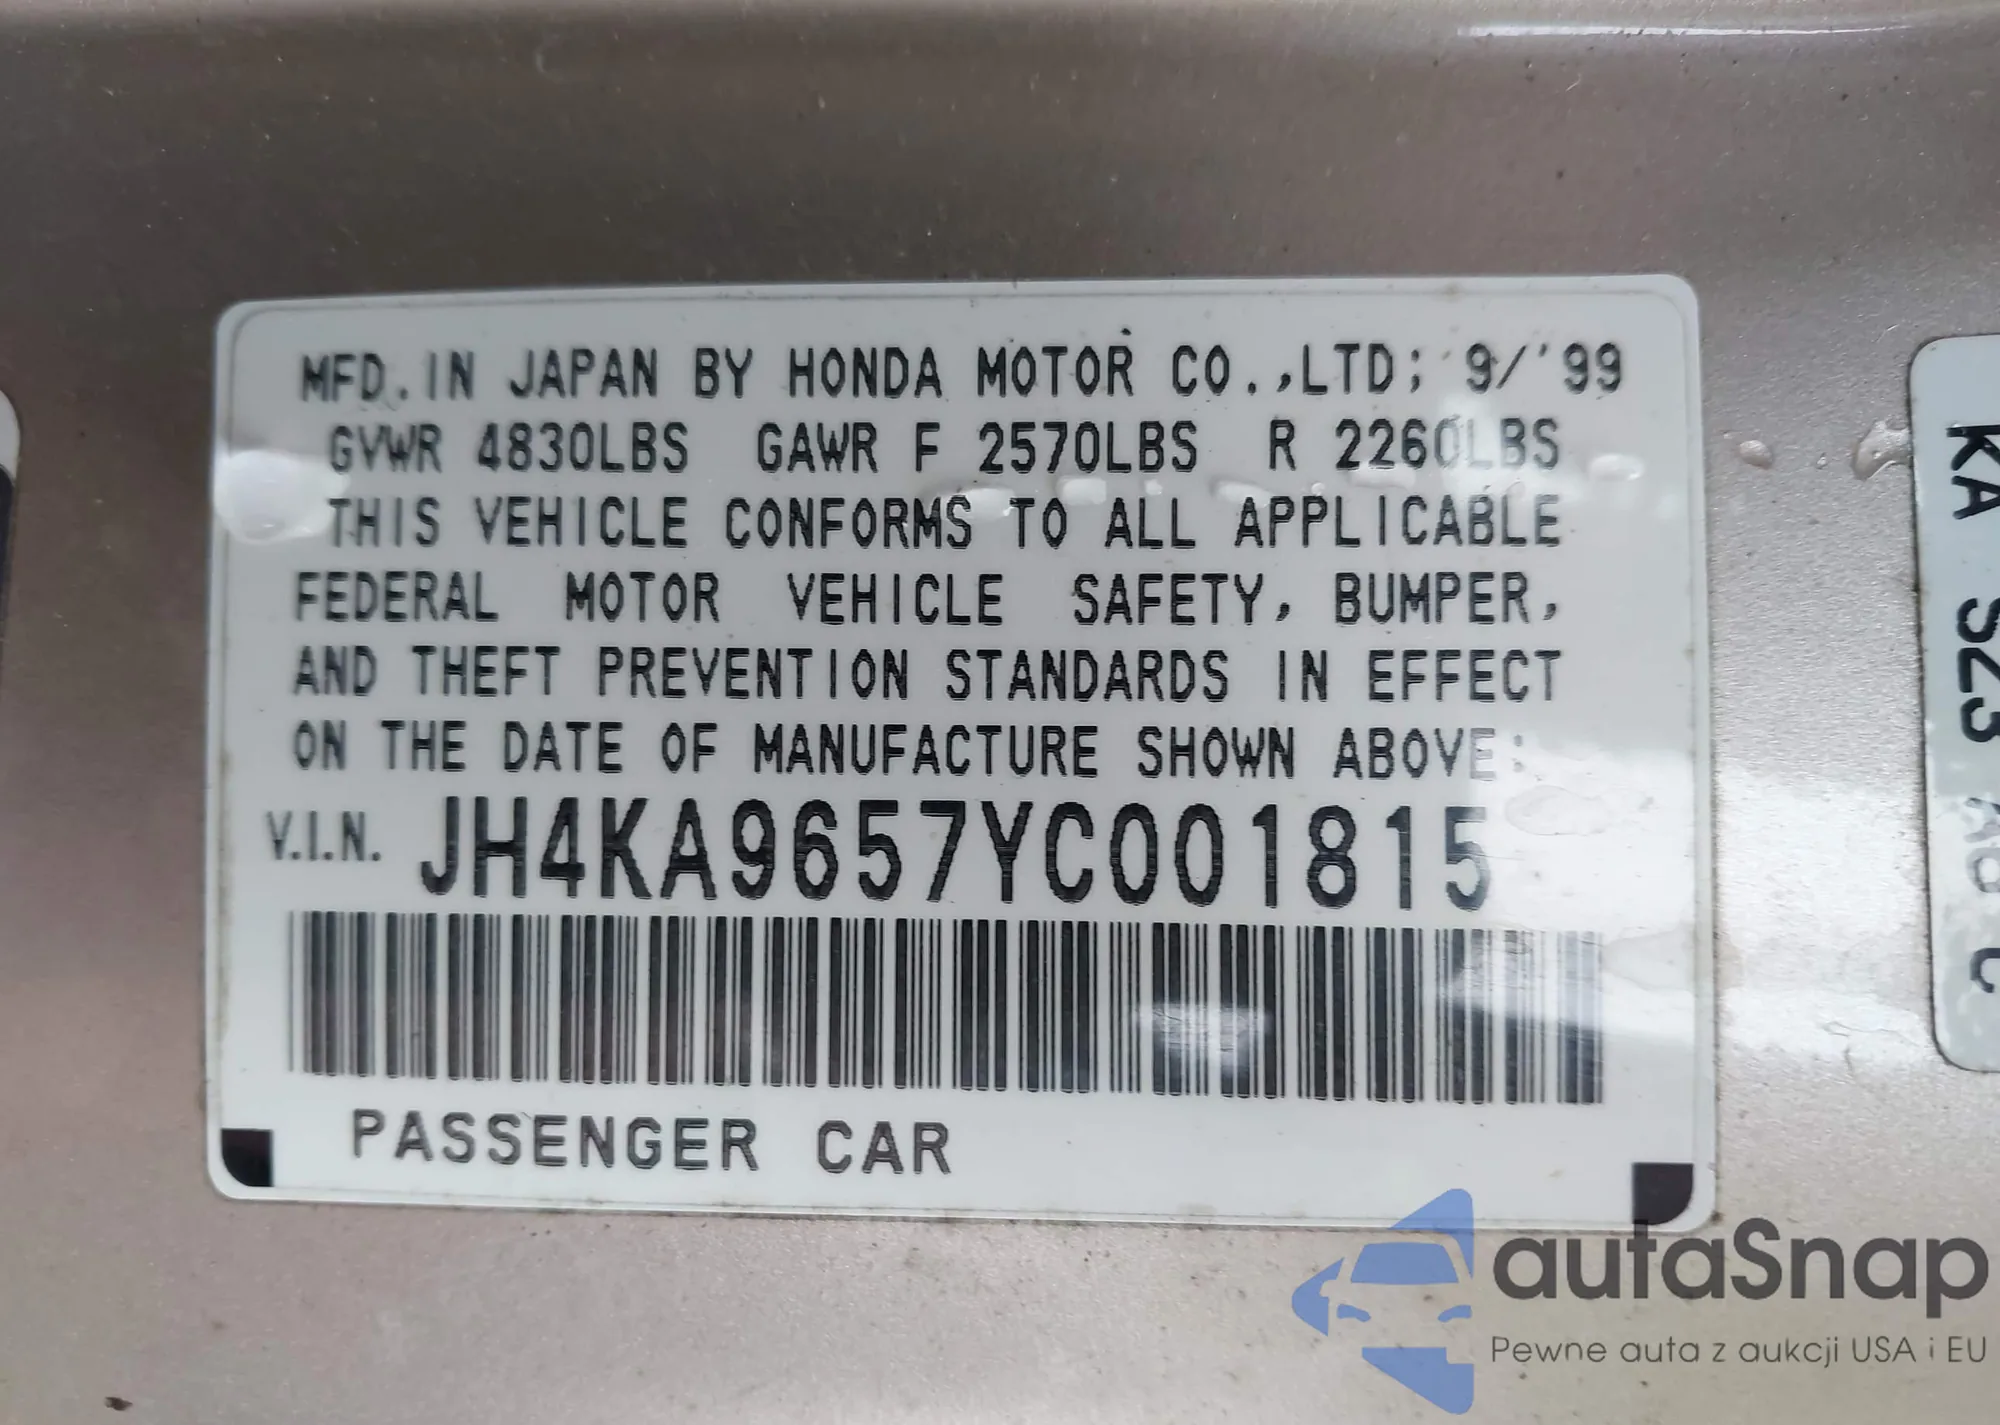 MFD. IN JAPAN BY HONDA MOTOR CO.,LTD; 9/'99
GVWR 4830LBS GAWR F 2570LBS R 2260LBS
THIS VEHICLE CONFORMS TO ALL APPLICABLE
FEDERAL MOTOR VEHICLE SAFETY, BUMPER,
AND THEFT PREVENTION STANDARDS IN EFFECT
ON THE DATE OF MANUFACTURE SHOWN ABOVE:
V.I.N. JH4KA9657YC001815
PASSENGER CAR
KA SZ3 A6 C
autaSnap
Pewne auta z aukcji USA i EU